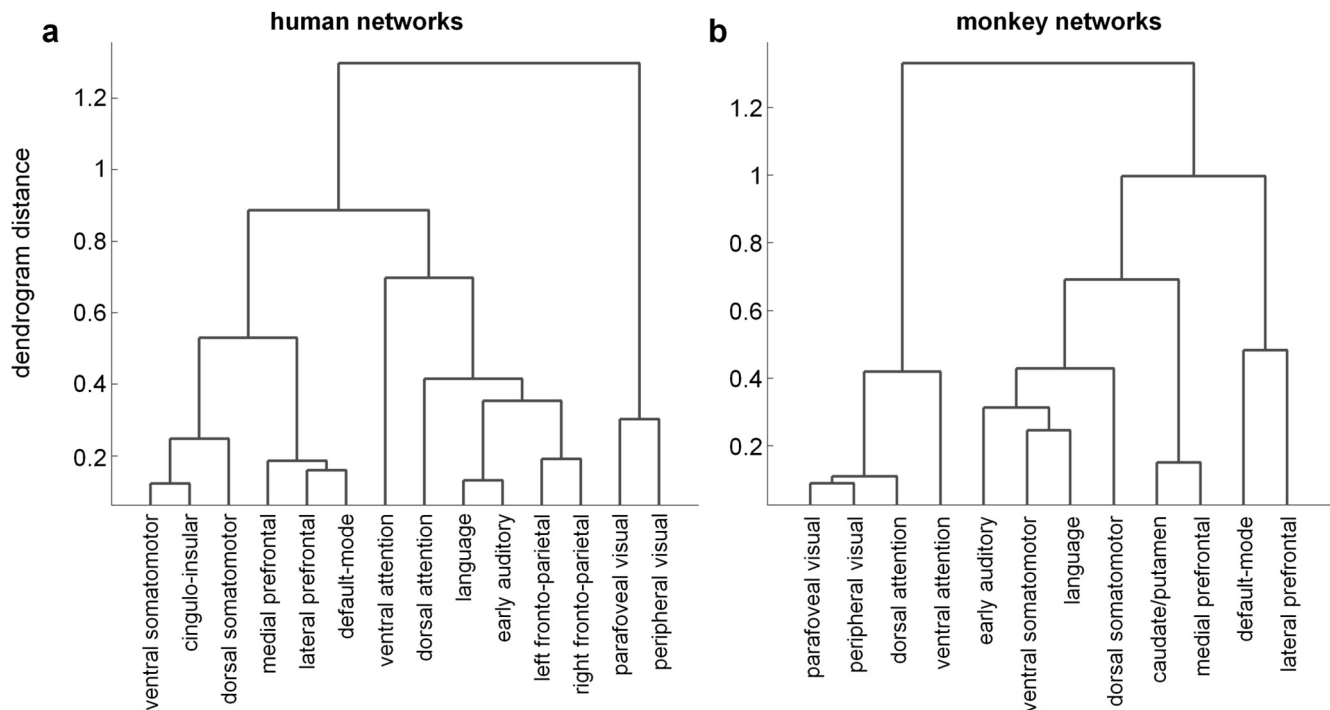 a
human networks
dendrogram distance
1.2
1
0.8
0.6
0.4
0.2
ventral somatomotor
cingulo-insular
dorsal somatomotor
medial prefrontal
lateral prefrontal
default-mode
ventral attention
dorsal attention
language
early auditory
left fronto-parietal
right fronto-parietal
parafoveal visual
peripheral visual
b
monkey networks
1.2
1
0.8
0.6
0.4
0.2
parafoveal visual
peripheral visual
dorsal attention
ventral attention
early auditory
ventral somatomotor
language
dorsal somatomotor
caudate/putamen
medial prefrontal
default-mode
lateral prefrontal